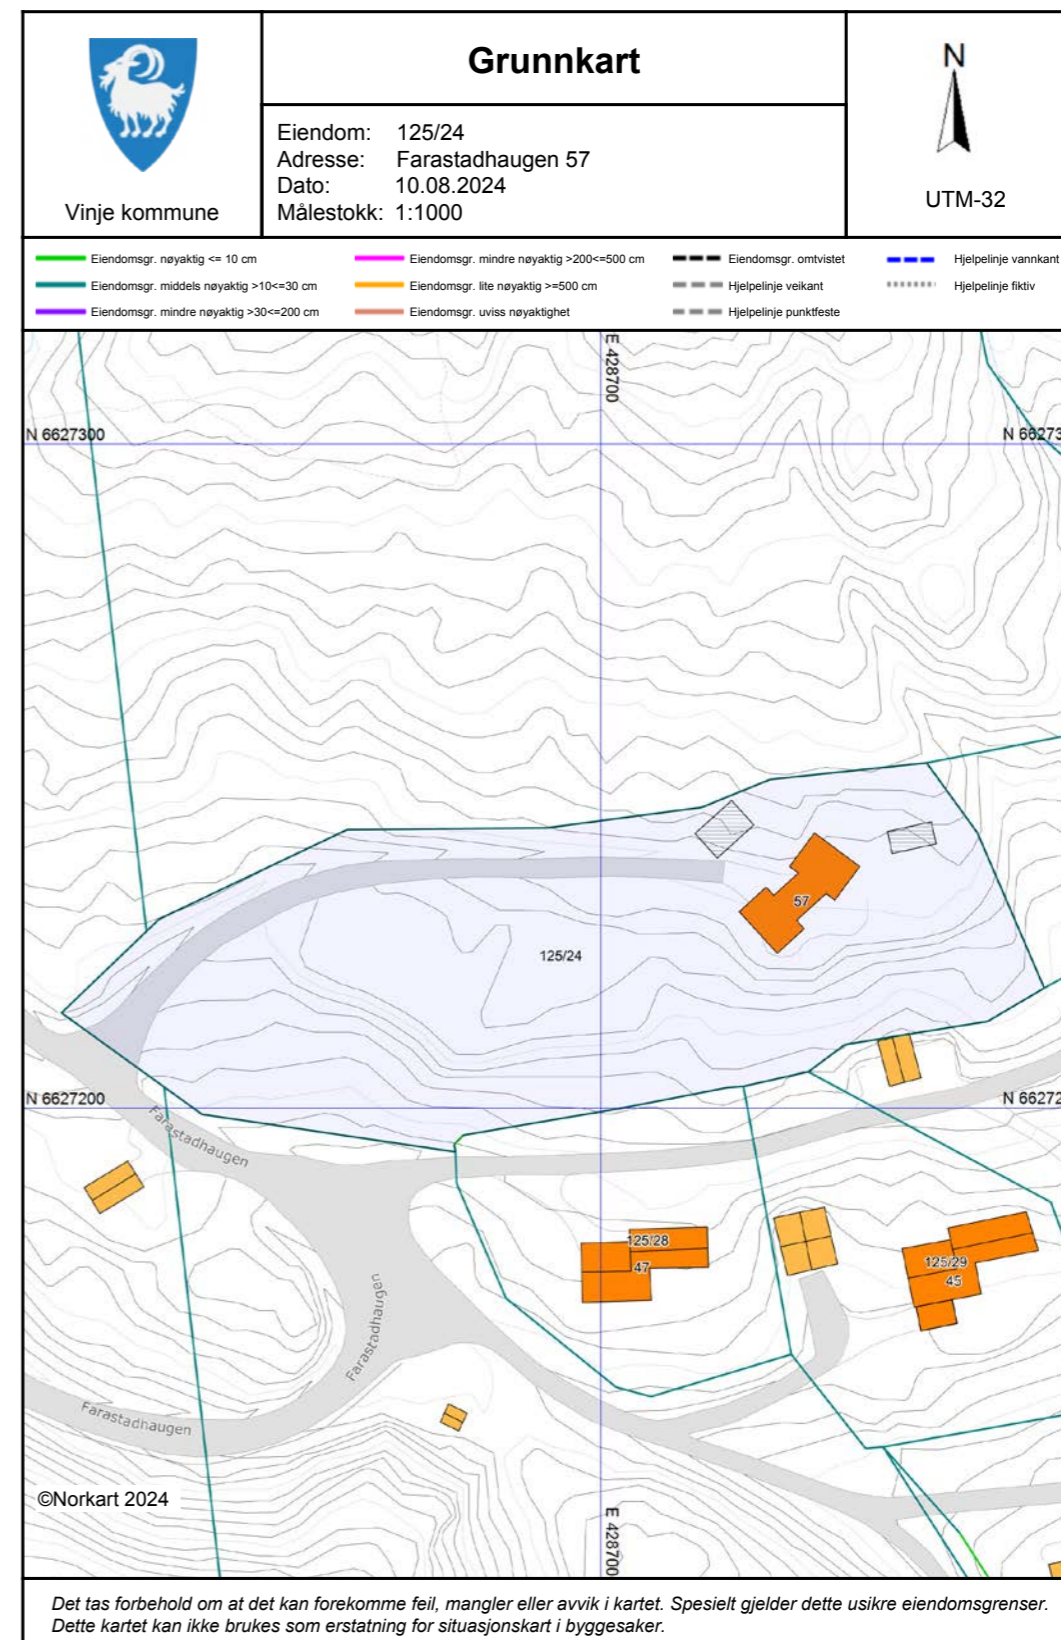 Grunnkart
N
Eiendom: 125/24
Adresse: Farastadhaugen 57
Dato: 10.08.2024
Målestokk: 1:1000
Vinje kommune
UTM-32
Eiendomsgr. nøyaktig <= 10 cm
Eiendomsgr. mindre nøyaktig >200<=500 cm
Eiendomsgr. omtvistet
Hjelpelinje vannkant
Eiendomsgr. middels nøyaktig >10<=30 cm
Eiendomsgr. lite nøyaktig >=500 cm
Hjelpelinje veikant
Hjelpelinje fiktiv
Eiendomsgr. mindre nøyaktig >30<=200 cm
Eiendomsgr. uviss nøyaktighet
Hjelpelinje punktfeste
E 428700
N 6627300
N 66273
57
125/24
N 6627200
N 66272
Farastadhaugen
125/28
47
125/29
45
Farastadhaugen
Farastadhaugen
©Norkart 2024
E 428700
Det tas forbehold om at det kan forekomme feil, mangler eller avvik i kartet. Spesielt gjelder dette usikre eiendomsgrenser.
Dette kartet kan ikke brukes som erstatning for situasjonskart i byggesaker.